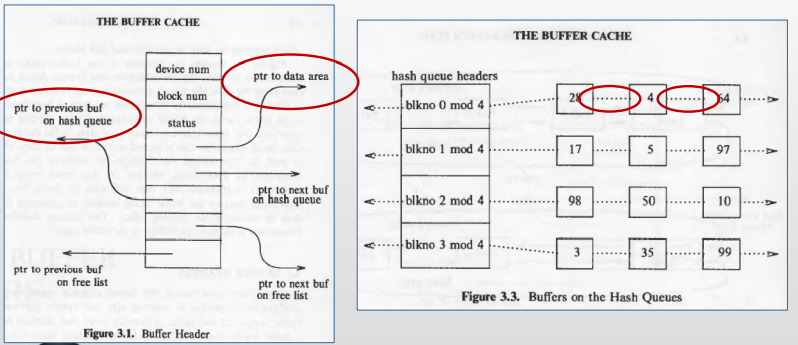 THE BUFFER CACHE
device num
block num
status
ptr to data area
ptr to previous buf
on hash queue
ptr to next buf
on hash queue
ptr to previous buf
on free list
ptr to next buf
on free list
Figure 3.1. Buffer Header
THE BUFFER CACHE
hash queue headers
blkno 0 mod 4 28 4 64
blkno 1 mod 4 17 5 97
blkno 2 mod 4 98 50 10
blkno 3 mod 4 3 35 99
Figure 3.3. Buffers on the Hash Queues